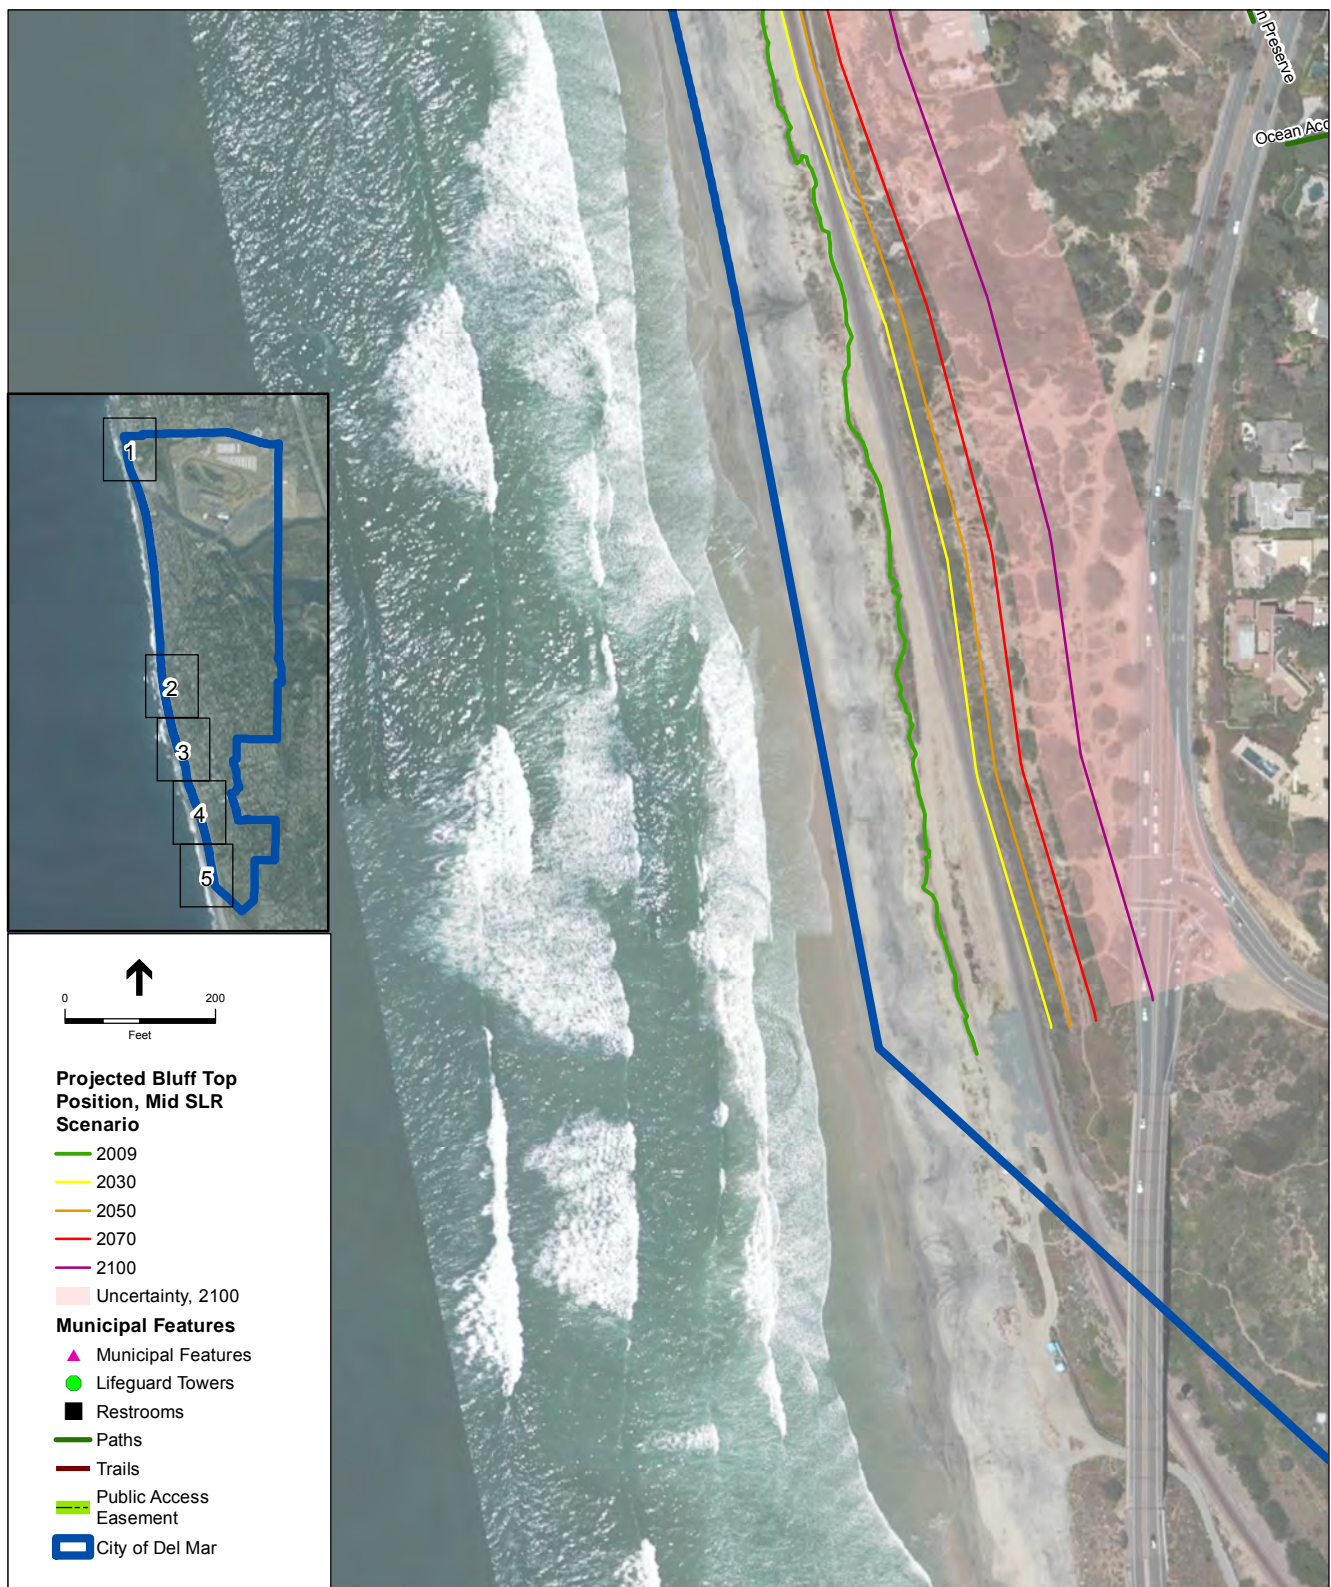 n Preserve
Ocean Acc
1
2
3
4
5
0 200
Feet
Projected Bluff Top
Position, Mid SLR
Scenario
2009
2030
2050
2070
2100
Uncertainty, 2100
Municipal Features
Municipal Features
Lifeguard Towers
Restrooms
Paths
Trails
Public Access
Easement
City of Del Mar